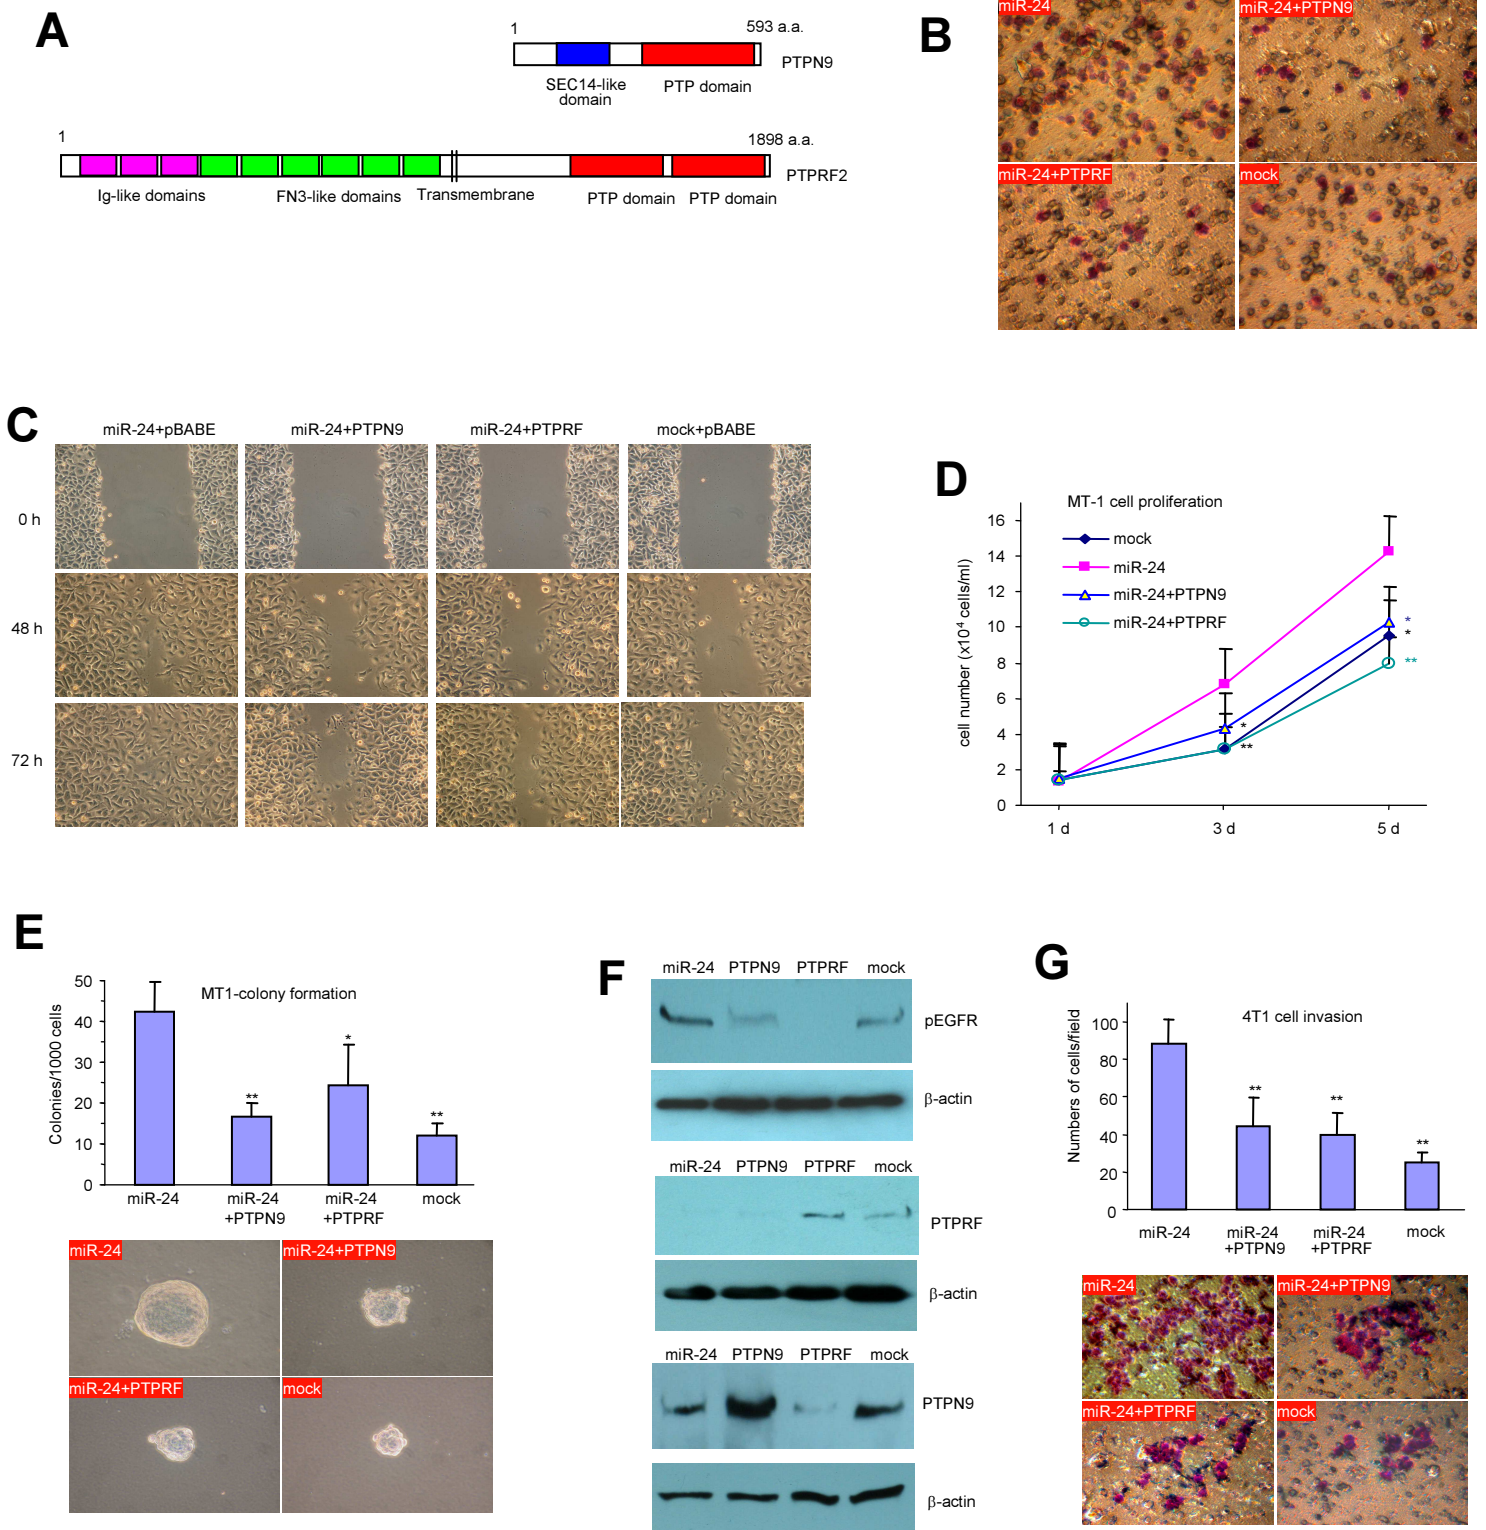 A
1
593 a.a.
PTPN9
SEC14-like
domain
PTP domain
1
1898 a.a.
PTPRF2
Ig-like domains
FN3-like domains
Transmembrane
PTP domain
PTP domain
B
miR-24
miR-24+PTPN9
miR-24+PTPRF
mock
C
miR-24+pBABE
miR-24+PTPN9
miR-24+PTPRF
mock+pBABE
0 h
48 h
72 h
D
MT-1 cell proliferation
mock
miR-24
miR-24+PTPN9
miR-24+PTPRF
cell number (x10⁴ cells/ml)
16
14
12
10
8
6
4
2
0
*
**
*
*
**
1 d
3 d
5 d
E
MT1-colony formation
Colonies/1000 cells
50
40
30
20
10
0
**
*
**
miR-24
miR-24
+PTPN9
miR-24
+PTPRF
mock
miR-24
miR-24+PTPN9
miR-24+PTPRF
mock
F
miR-24 PTPN9 PTPRF mock
pEGFR
β-actin
miR-24 PTPN9 PTPRF mock
PTPRF
β-actin
miR-24 PTPN9 PTPRF mock
PTPN9
β-actin
G
4T1 cell invasion
Numbers of cells/field
100
80
60
40
20
0
**
**
**
miR-24
miR-24
+PTPN9
miR-24
+PTPRF
mock
miR-24
miR-24+PTPN9
miR-24+PTPRF
mock